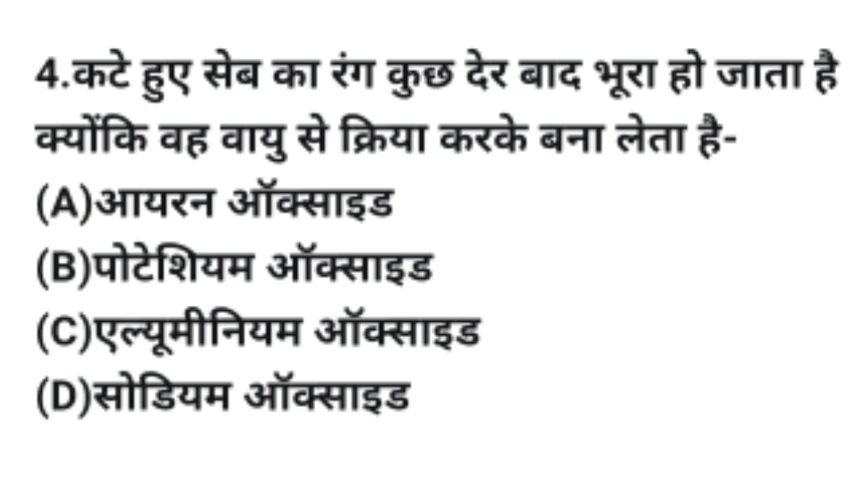 4.कटे हुए सेब का रंग कुछ देर बाद भूरा हो जाता है
क्योंकि वह वायु से क्रिया करके बना लेता है-
(A)आयरन ऑक्साइड
(B)पोटेशियम ऑक्साइड
(C)एल्यूमीनियम ऑक्साइड
(D)सोडियम ऑक्साइड